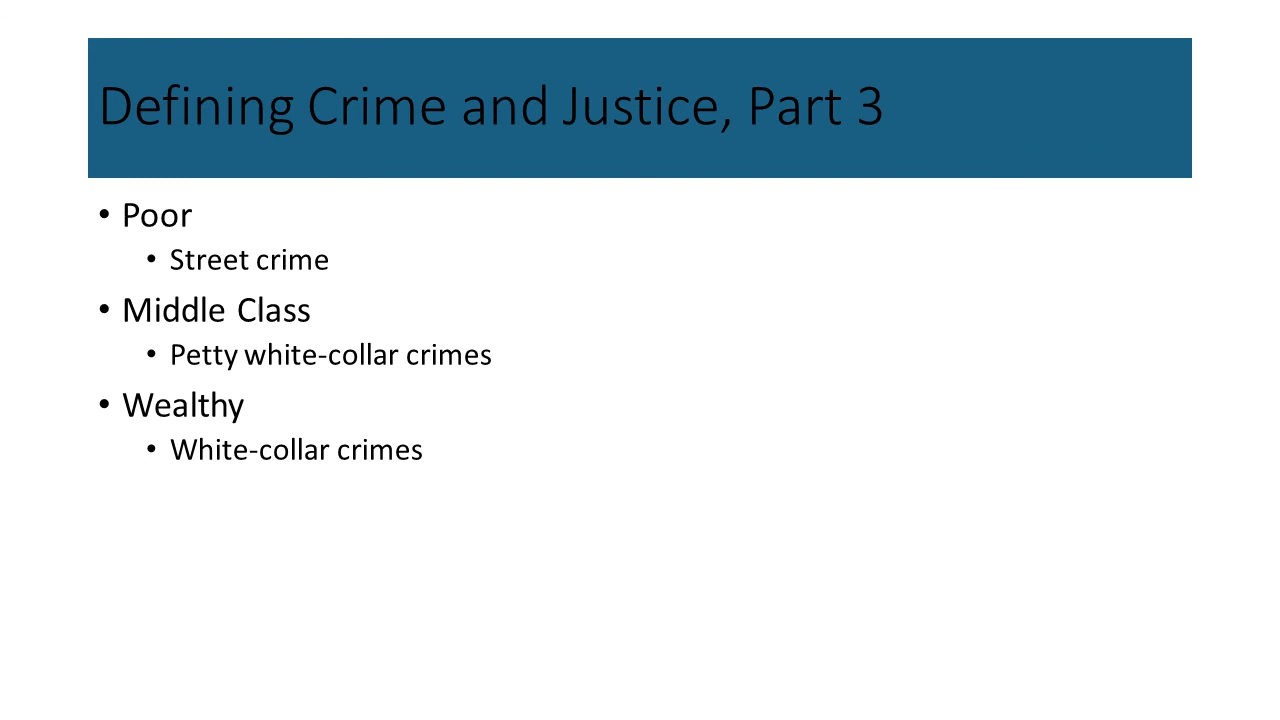 Defining Crime and Justice, Part 3
• Poor
• Street crime
• Middle Class
• Petty white-collar crimes
• Wealthy
• White-collar crimes